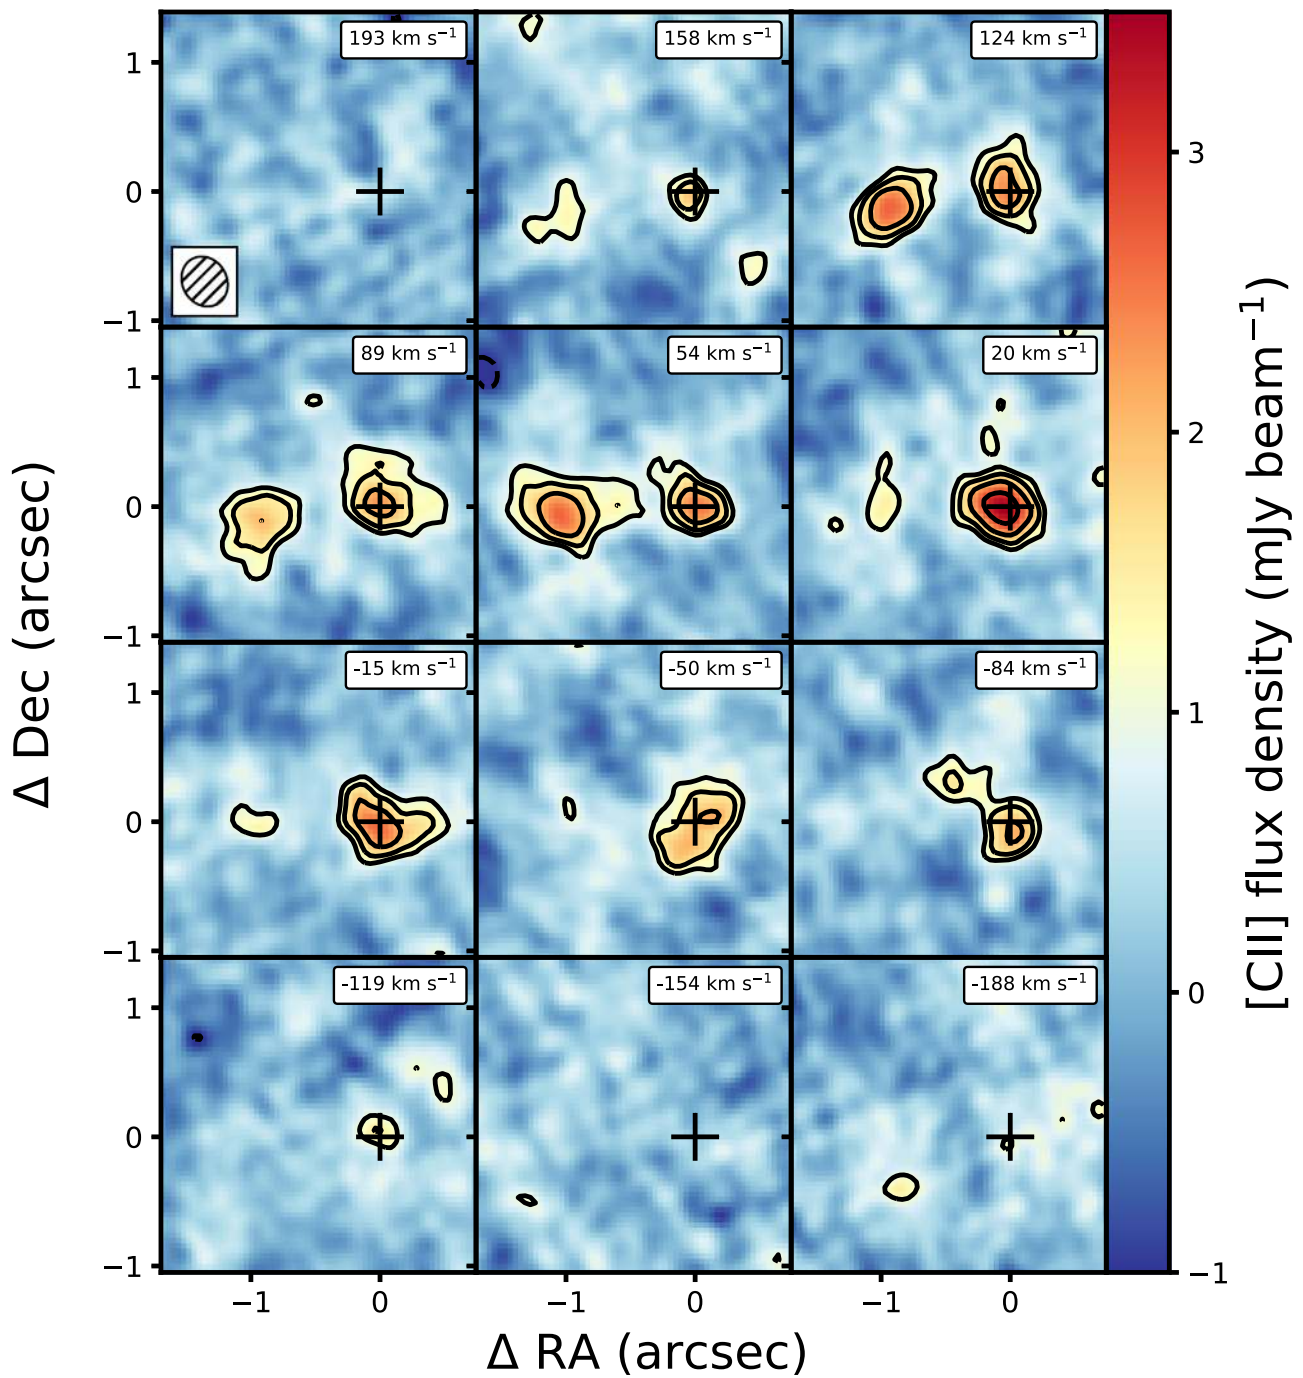 193 km s⁻¹
158 km s⁻¹
124 km s⁻¹
1
0
−1
89 km s⁻¹
54 km s⁻¹
20 km s⁻¹
1
0
−1
-15 km s⁻¹
-50 km s⁻¹
-84 km s⁻¹
1
0
−1
-119 km s⁻¹
-154 km s⁻¹
-188 km s⁻¹
1
0
−1
−1 0 −1 0 −1 0
Δ RA (arcsec)
Δ Dec (arcsec)
3
2
1
0
−1
[CII] flux density (mJy beam⁻¹)